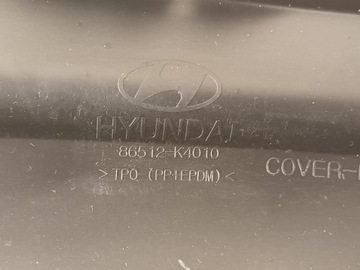 HYUNDAI
86512-K4010
>TPO-(PP+EPDM)<
COVER-